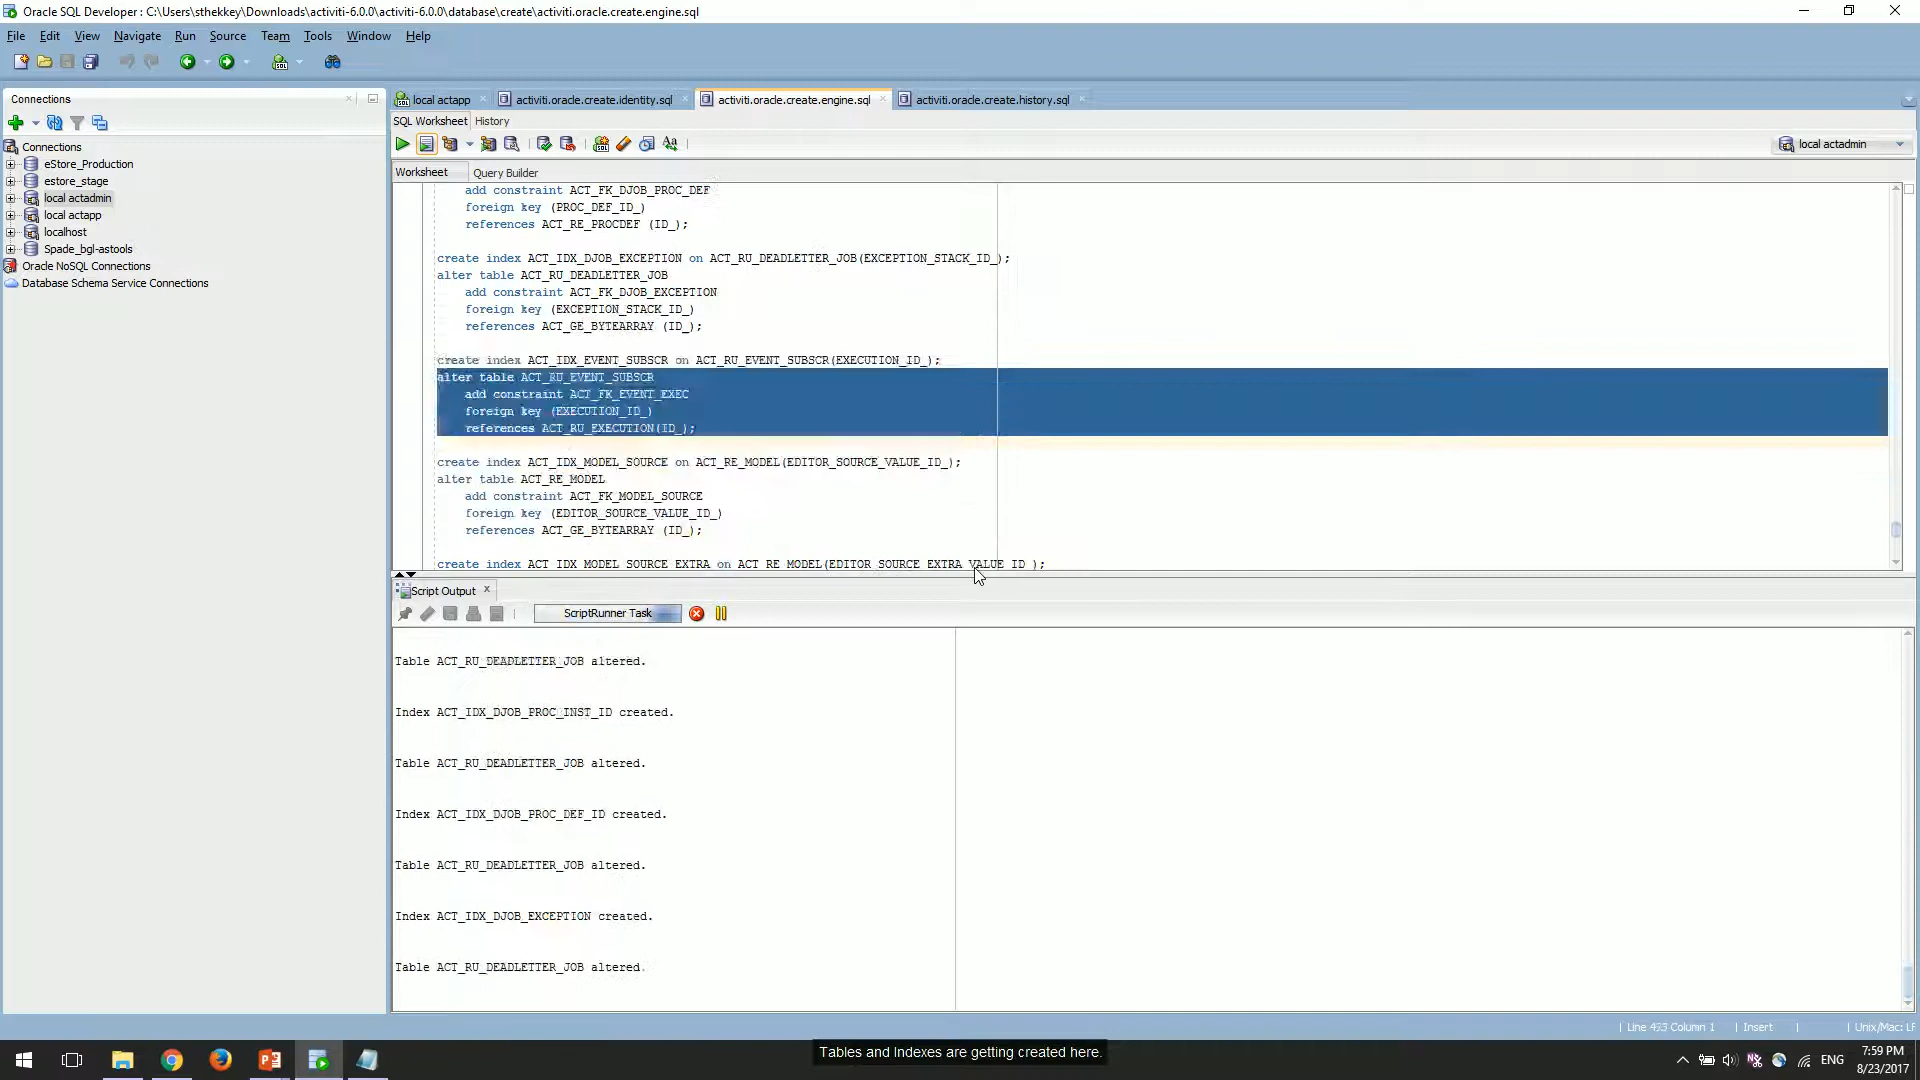 Oracle SQL Developer : C:\Users\sthekkey\Downloads\activiti-6.0.0\activiti-6.0.0\database\create\activiti.oracle.create.engine.sql
File Edit View Navigate Run Source Team Tools Window Help
Connections
Connections
eStore_Production
estore_stage
local actadmin
local actapp
localhost
Spade_bgl-astools
Oracle NoSQL Connections
Database Schema Service Connections
local actapp activiti.oracle.create.identity.sql activiti.oracle.create.engine.sql activiti.oracle.create.history.sql
SQL Worksheet History
local actadmin
Worksheet Query Builder
add constraint ACT_FK_DJOB_PROC_DEF
foreign key (PROC_DEF_ID_)
references ACT_RE_PROCDEF (ID_);
create index ACT_IDX_DJOB_EXCEPTION on ACT_RU_DEADLETTER_JOB(EXCEPTION_STACK_ID_);
alter table ACT_RU_DEADLETTER_JOB
add constraint ACT_FK_DJOB_EXCEPTION
foreign key (EXCEPTION_STACK_ID_)
references ACT_GE_BYTEARRAY (ID_);
create index ACT_IDX_EVENT_SUBSCR on ACT_RU_EVENT_SUBSCR(EXECUTION_ID_);
alter table ACT_RU_EVENT_SUBSCR
add constraint ACT_FK_EVENT_EXEC
foreign key (EXECUTION_ID_)
references ACT_RU_EXECUTION(ID_);
create index ACT_IDX_MODEL_SOURCE on ACT_RE_MODEL(EDITOR_SOURCE_VALUE_ID_);
alter table ACT_RE_MODEL
add constraint ACT_FK_MODEL_SOURCE
foreign key (EDITOR_SOURCE_VALUE_ID_)
references ACT_GE_BYTEARRAY (ID_);
create index ACT_IDX_MODEL_SOURCE_EXTRA on ACT_RE_MODEL(EDITOR_SOURCE_EXTRA_VALUE_ID_);
Script Output
ScriptRunner Task
Table ACT_RU_DEADLETTER_JOB altered.
Index ACT_IDX_DJOB_PROC_INST_ID created.
Table ACT_RU_DEADLETTER_JOB altered.
Index ACT_IDX_DJOB_PROC_DEF_ID created.
Table ACT_RU_DEADLETTER_JOB altered.
Index ACT_IDX_DJOB_EXCEPTION created.
Table ACT_RU_DEADLETTER_JOB altered.
Column 1 Insert Unix/Mac: LF
Tables and Indexes are getting created here.
ENG
7:59 PM
8/23/2017